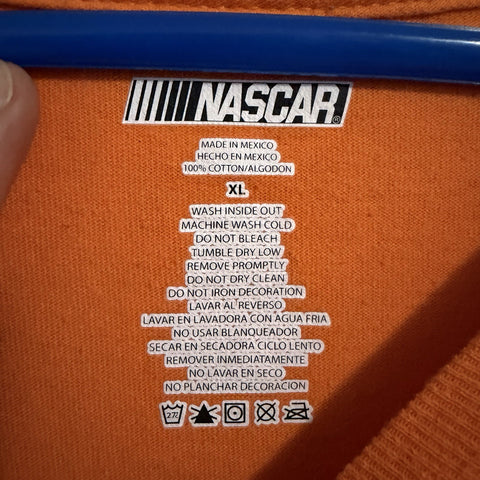 NASCAR®
MADE IN MEXICO
HECHO EN MEXICO
100% COTTON/ALGODON
XL
WASH INSIDE OUT
MACHINE WASH COLD
DO NOT BLEACH
TUMBLE DRY LOW
REMOVE PROMPTLY
DO NOT DRY CLEAN
DO NOT IRON DECORATION
LAVAR AL REVERSO
LAVAR EN LAVADORA CON AGUA FRIA
NO USAR BLANQUEADOR
SECAR EN SECADORA CICLO LENTO
REMOVER INMEDIATAMENTE
NO LAVAR EN SECO
NO PLANCHAR DECORACION
27°